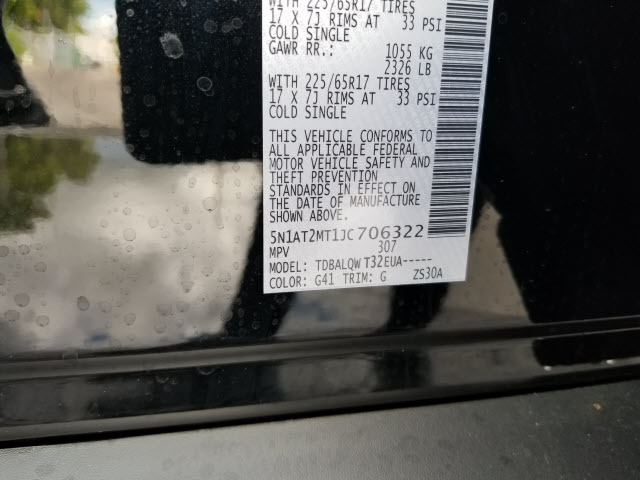 WITH 225/65R17 TIRES
17 X 7J RIMS AT 33 PSI
COLD SINGLE
GAWR RR.: 1055 KG
2326 LB
WITH 225/65R17 TIRES
17 X 7J RIMS AT 33 PSI
COLD SINGLE
THIS VEHICLE CONFORMS TO
ALL APPLICABLE FEDERAL
MOTOR VEHICLE SAFETY AND
THEFT PREVENTION
STANDARDS IN EFFECT ON
THE DATE OF MANUFACTURE
SHOWN ABOVE.
5N1AT2MT1JC706322
MPV 307
MODEL: TDBALQWT32EUA-----
COLOR: G41 TRIM: G ZS30A